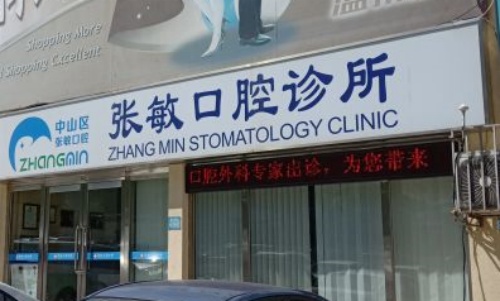 Shopping More
Shopping Excellent
中山区
张敏口腔
ZHANGMIN
张敏口腔诊所
ZHANG MIN STOMATOLOGY CLINIC
口腔外科专家出诊，为您带来